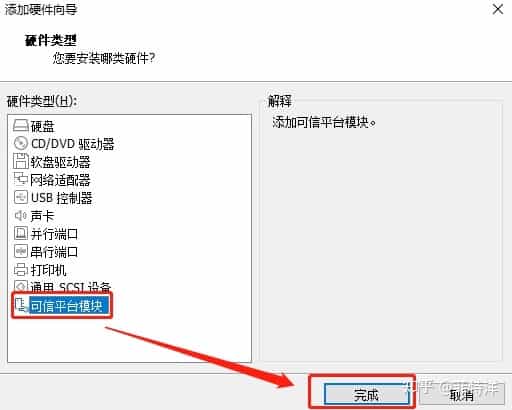 添加硬件向导
硬件类型
您要安装哪类硬件?
硬件类型(H):
硬盘
CD/DVD 驱动器
软盘驱动器
网络适配器
USB 控制器
声卡
并行端口
串行端口
打印机
通用 SCSI 设备
可信平台模块
解释
添加可信平台模块。
完成
取消
知乎